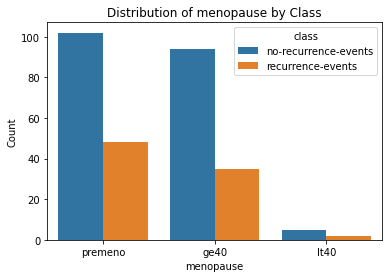 Distribution of menopause by Class
class
no-recurrence-events
recurrence-events
Count
100
80
60
40
20
0
premeno ge40 lt40
menopause